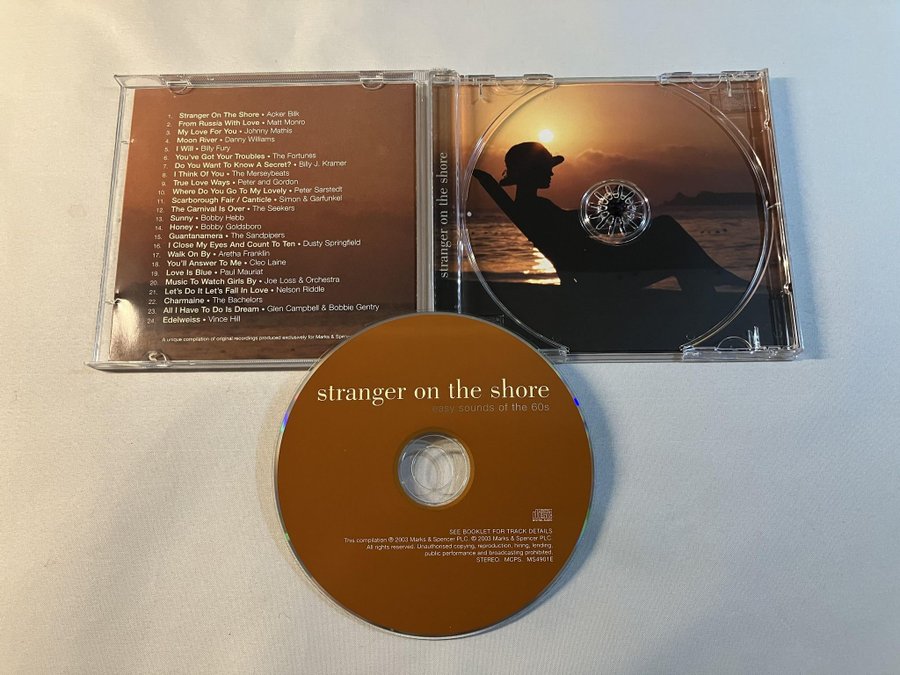 1. Stranger On The Shore • Acker Bilk
2. From Russia With Love • Matt Monro
3. My Love For You • Johnny Mathis
4. Moon River • Danny Williams
5. I Will • Billy Fury
6. You've Got Your Troubles • The Fortunes
7. Do You Want To Know A Secret? • Billy J. Kramer
8. I Think Of You • The Merseybeats
9. True Love Ways • Peter and Gordon
10. Where Do You Go To My Lovely • Peter Sarstedt
11. Scarborough Fair / Canticle • Simon & Garfunkel
12. The Carnival Is Over • The Seekers
13. Sunny • Bobby Hebb
14. Honey • Bobby Goldsboro
15. Guantanamera • The Sandpipers
16. I Close My Eyes And Count To Ten • Dusty Springfield
17. Walk On By • Aretha Franklin
18. You'll Answer To Me • Cleo Laine
19. Love Is Blue • Paul Mauriat
20. Music To Watch Girls By • Joe Loss & Orchestra
21. Let's Do It Let's Fall In Love • Nelson Riddle
22. Charmaine • The Bachelors
23. All I Have To Do Is Dream • Glen Campbell & Bobbie Gentry
24. Edelweiss • Vince Hill
A unique compilation of original recordings produced exclusively for Marks & Spencer
stranger on the shore
stranger on the shore
easy sounds of the 60s
SEE BOOKLET FOR TRACK DETAILS
This compilation ℗ 2003 Marks & Spencer PLC. © 2003 Marks & Spencer PLC.
All rights reserved. Unauthorised copying, reproduction, hiring, lending,
public performance and broadcasting prohibited.
STEREO. MCPS. MS4961E